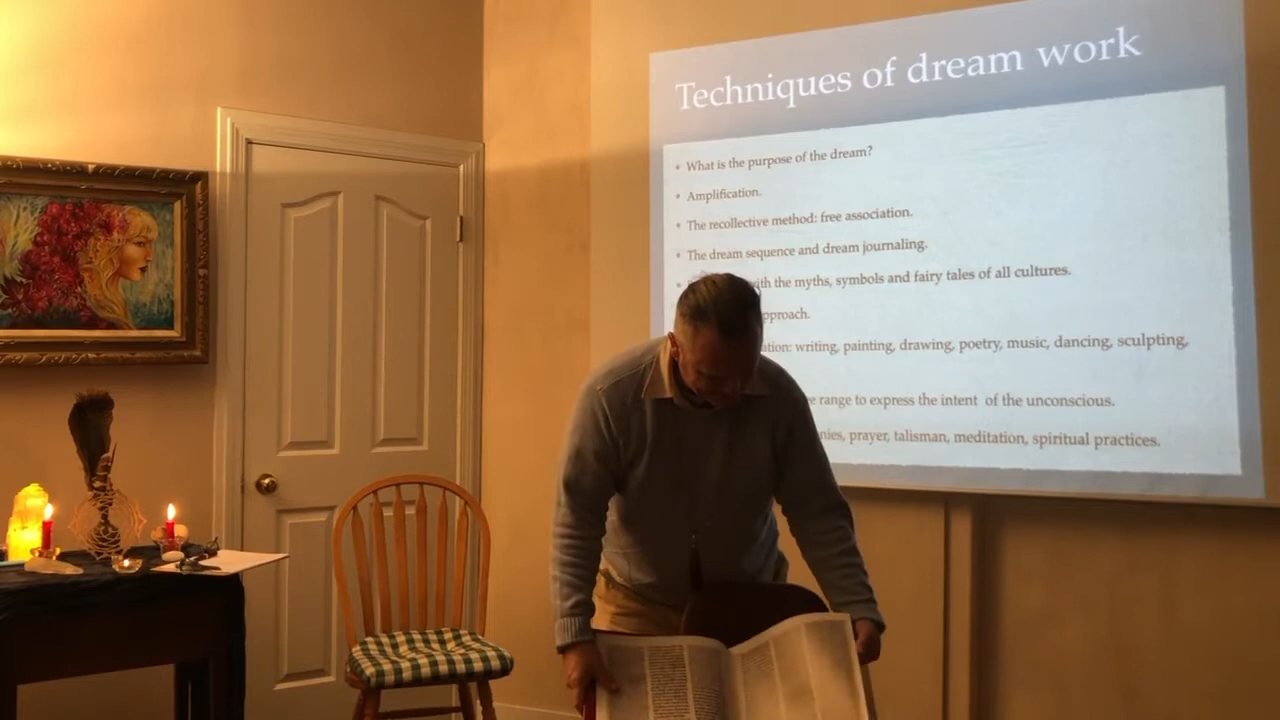 Techniques of dream work
What is the purpose of the dream?
Amplification.
The recollective method: free association.
The dream sequence and dream journaling.
the myths, symbols and fairy tales of all cultures.
writing, painting, drawing, poetry, music, dancing, sculpting,
range to express the intent of the unconscious.
prayer, talisman, meditation, spiritual practices.